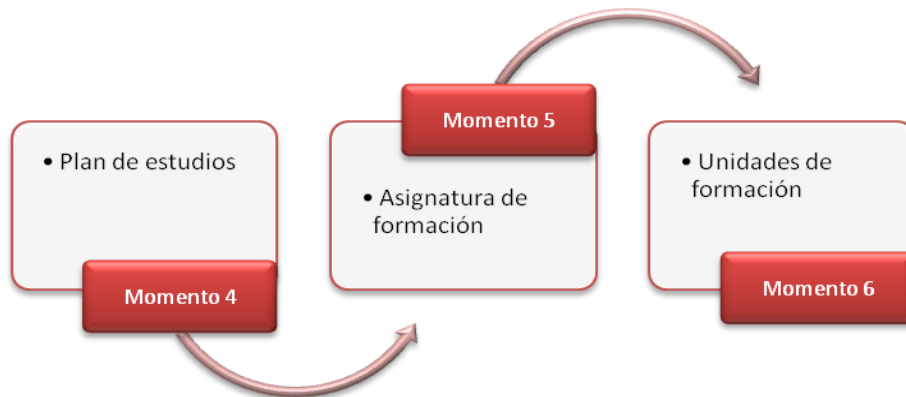 • Plan de estudios
Momento 4
Momento 5
• Asignatura de
formación
• Unidades de
formación
Momento 6